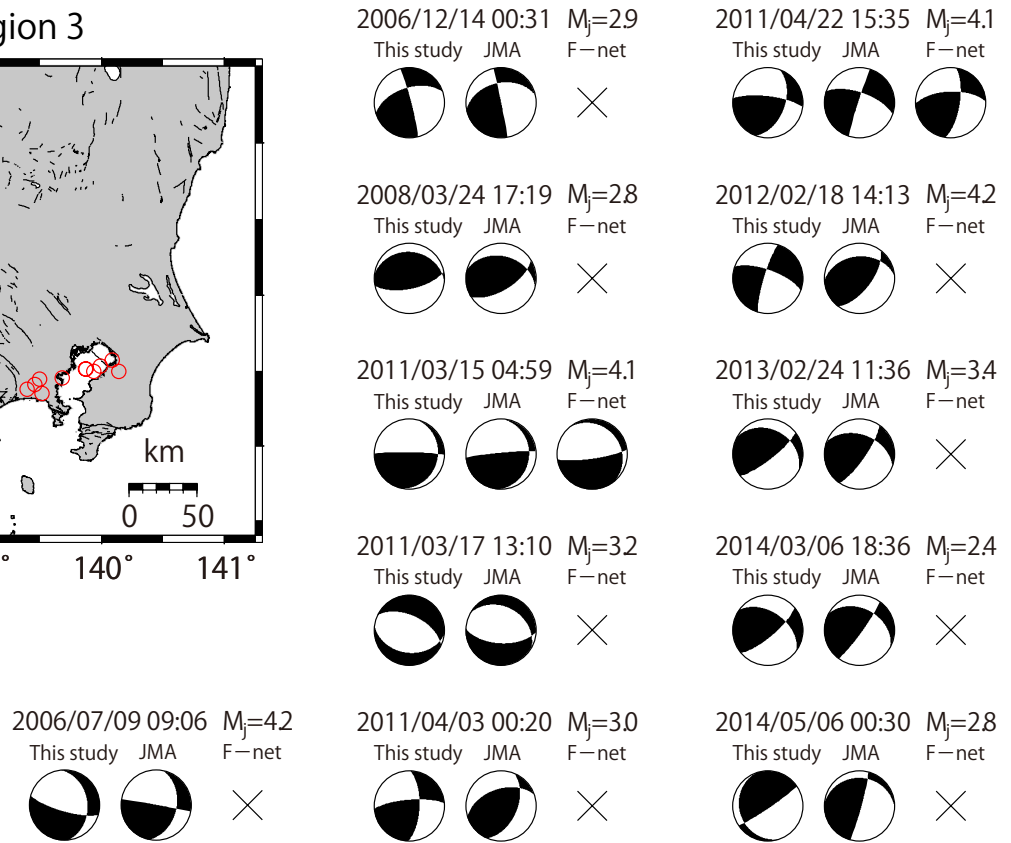 gion 3
km
0 50
° 140° 141°
2006/07/09 09:06 Mj=4.2
This study JMA F−net
2006/12/14 00:31 Mj=2.9
This study JMA F−net
2008/03/24 17:19 Mj=2.8
This study JMA F−net
2011/03/15 04:59 Mj=4.1
This study JMA F−net
2011/03/17 13:10 Mj=3.2
This study JMA F−net
2011/04/03 00:20 Mj=3.0
This study JMA F−net
2011/04/22 15:35 Mj=4.1
This study JMA F−net
2012/02/18 14:13 Mj=4.2
This study JMA F−net
2013/02/24 11:36 Mj=3.4
This study JMA F−net
2014/03/06 18:36 Mj=2.4
This study JMA F−net
2014/05/06 00:30 Mj=2.8
This study JMA F−net